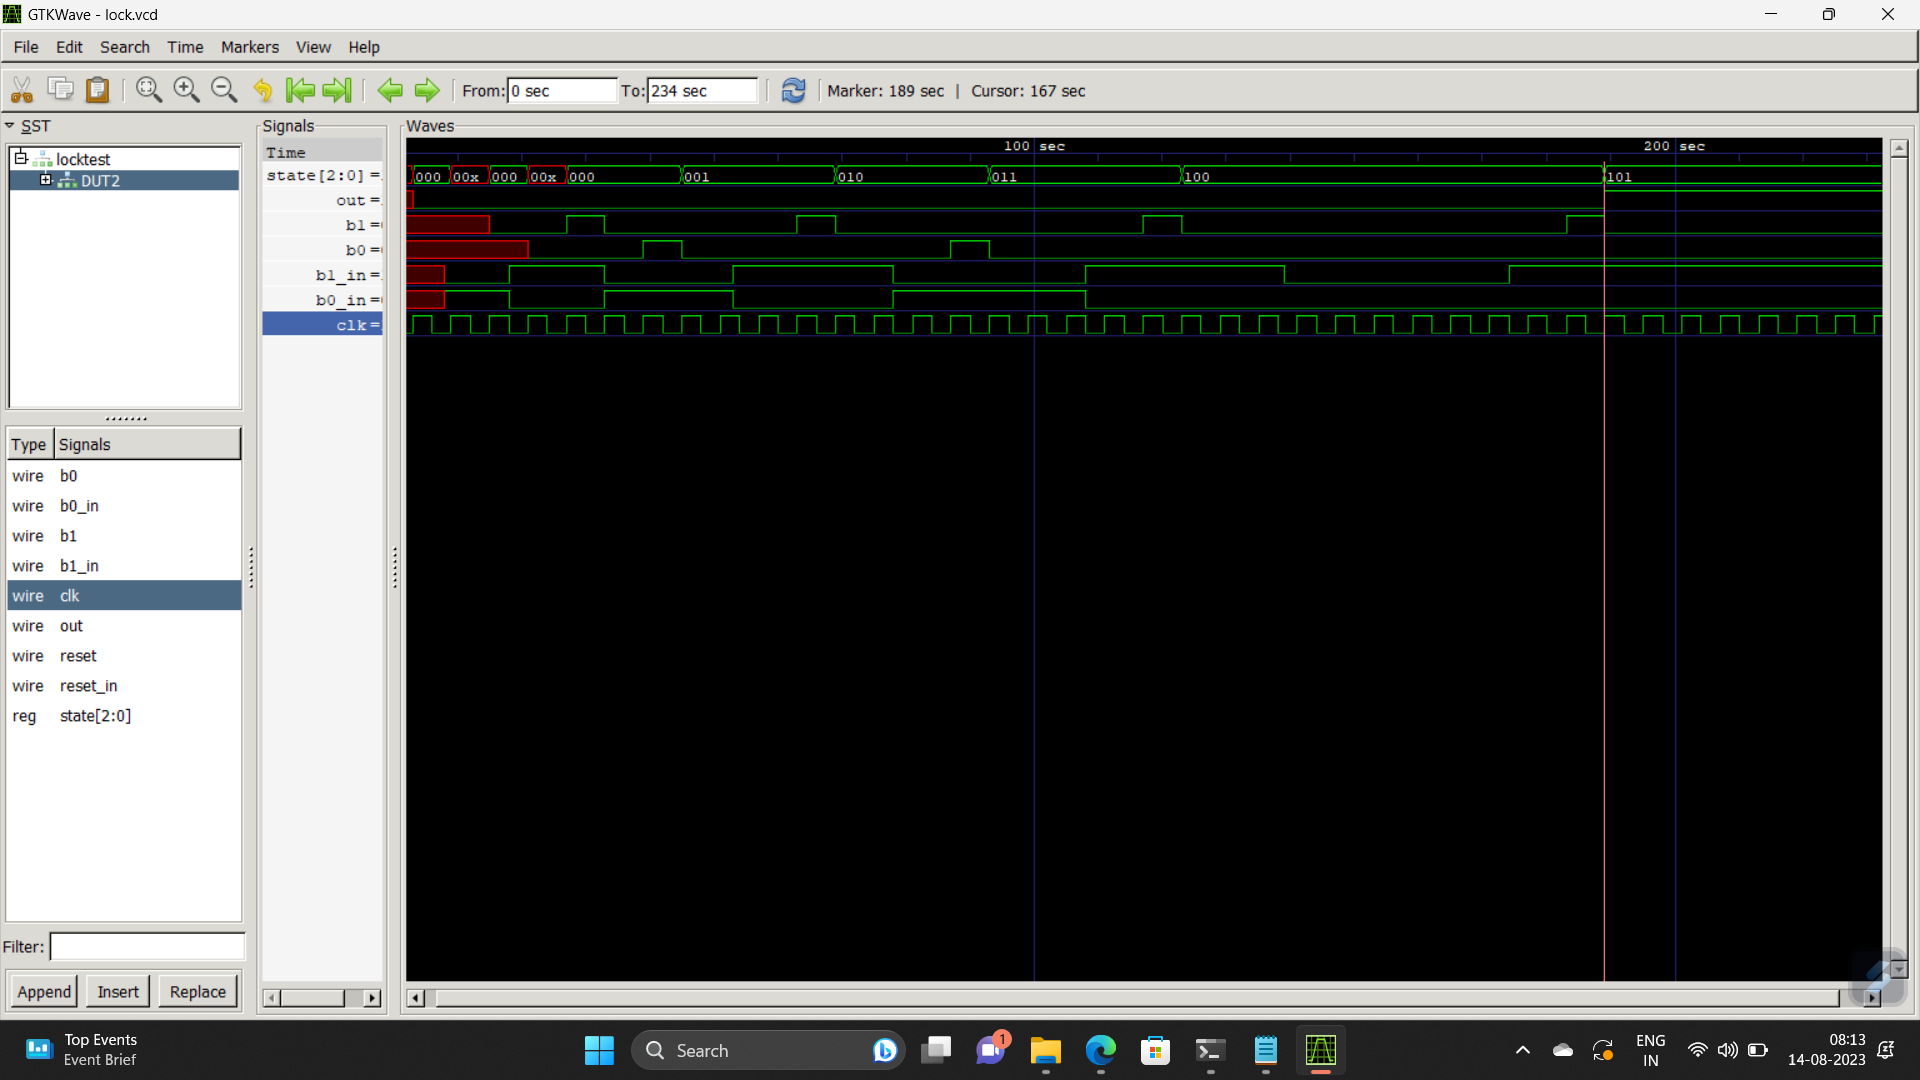 GTKWave - lock.vcd
File Edit Search Time Markers View Help
From: 0 sec To: 234 sec Marker: 189 sec | Cursor: 167 sec
SST
locktest
DUT2
Type Signals
wire b0
wire b0_in
wire b1
wire b1_in
wire clk
wire out
wire reset
wire reset_in
reg state[2:0]
Filter:
Append Insert Replace
Signals
Time
state[2:0] =
out =
b1 =
b0 =
b1_in =
b0_in =
clk =
Waves
100 sec 200 sec
000 00x 000 00x 000 001 010 011 100 101
Top Events
Event Brief
Search
1
ENG
IN
08:13
14-08-2023